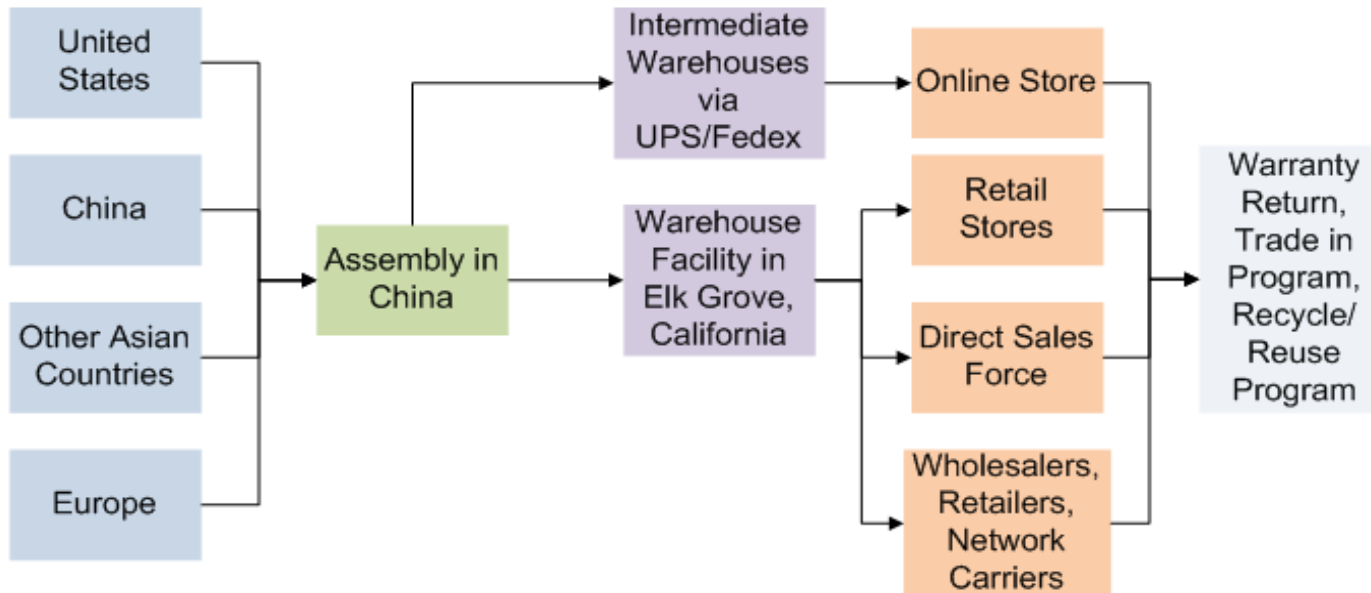 United
States
China
Other Asian
Countries
Europe
Assembly in
China
Intermediate
Warehouses
via
UPS/Fedex
Warehouse
Facility in
Elk Grove,
California
Online Store
Retail
Stores
Direct Sales
Force
Wholesalers,
Retailers,
Network
Carriers
Warranty
Return,
Trade in
Program,
Recycle/
Reuse
Program